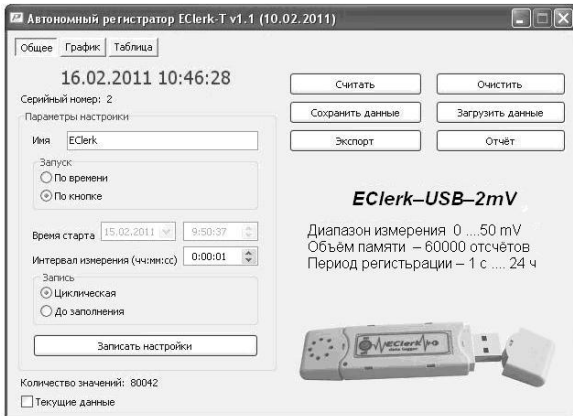 Автономный регистратор EClerk-T v1.1 (10.02.2011)
Общее График Таблица
16.02.2011 10:46:28
Серийный номер: 2
Параметры настройки
Имя EClerk
Запуск
По времени
По кнопке
Время старта 15.02.2011 9:50:37
Интервал измерения (чч:мм:сс) 0:00:01
Запись
Циклическая
До заполнения
Записать настройки
Количество значений: 80042
Текущие данные
Считать Очистить
Сохранить данные Загрузить данные
Экспорт Отчёт
EClerk–USB–2mV
Диапазон измерения 0 ....50 mV
Объём памяти – 60000 отсчётов
Период регистьрации – 1 с .... 24 ч
EClerk
data logger